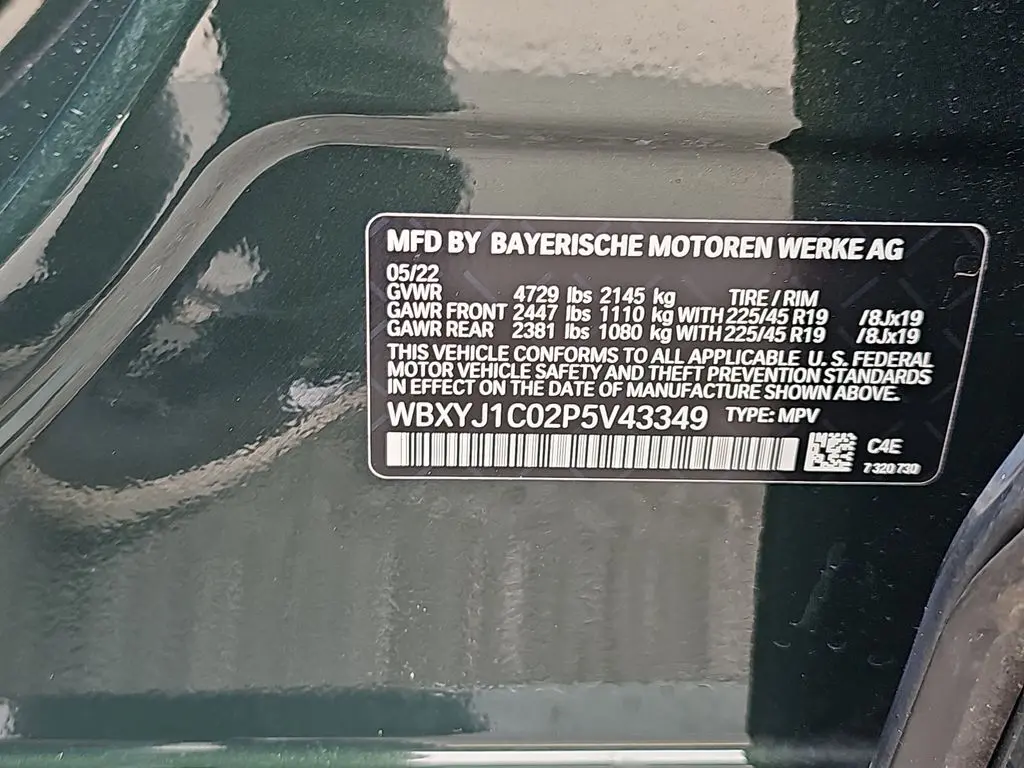 MFD BY BAYERISCHE MOTOREN WERKE AG
05/22
GVWR 4729 lbs 2145 kg TIRE / RIM
GAWR FRONT 2447 lbs 1110 kg WITH 225/45 R19 /8Jx19
GAWR REAR 2381 lbs 1080 kg WITH 225/45 R19 /8Jx19
THIS VEHICLE CONFORMS TO ALL APPLICABLE U. S. FEDERAL
MOTOR VEHICLE SAFETY AND THEFT PREVENTION STANDARDS
IN EFFECT ON THE DATE OF MANUFACTURE SHOWN ABOVE.
WBXYJ1C02P5V43349 TYPE: MPV
C4E
7 320 730